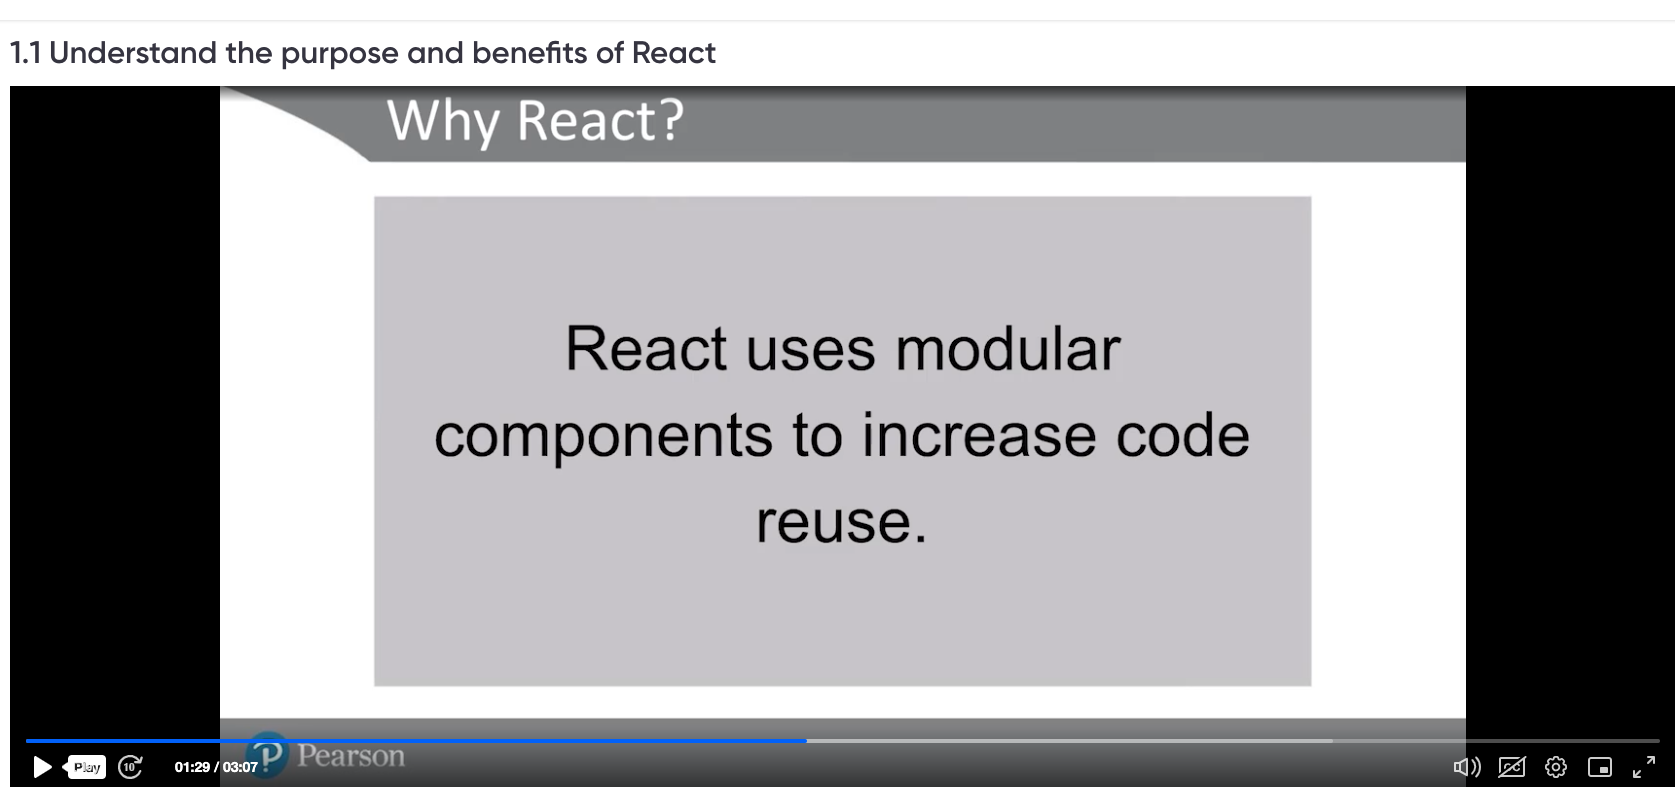 1.1 Understand the purpose and benefits of React
Why React?
React uses modular
components to increase code
reuse.
Pearson
Play
10
01:29 / 03:07
CC